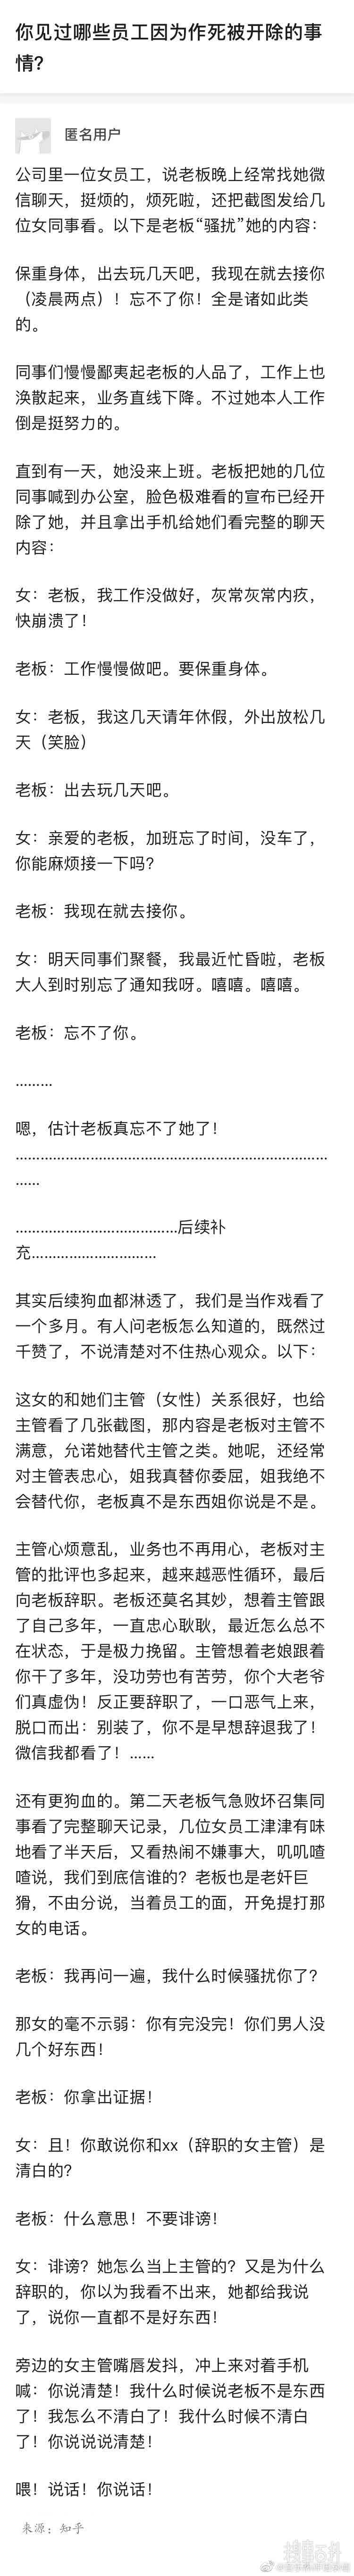 你见过哪些员工因为作死被开除的事
情?
匿名用户
公司里一位女员工，说老板晚上经常找她微
信聊天，挺烦的，烦死啦，还把截图发给几
位女同事看。以下是老板“骚扰”她的内容：
保重身体，出去玩几天吧，我现在就去接你
（凌晨两点）！忘不了你！全是诸如此类
的。
同事们慢慢鄙夷起老板的人品了，工作上也
涣散起来，业务直线下降。不过她本人工作
倒是挺努力的。
直到有一天，她没来上班。老板把她的几位
同事喊到办公室，脸色极难看的宣布已经开
除了她，并且拿出手机给她们看完整的聊天
内容：
女：老板，我工作没做好，灰常灰常内疚，
快崩溃了！
老板：工作慢慢做吧。要保重身体。
女：老板，我这几天请年休假，外出放松几
天（笑脸）
老板：出去玩几天吧。
女：亲爱的老板，加班忘了时间，没车了，
你能麻烦接一下吗？
老板：我现在就去接你。
女：明天同事们聚餐，我最近忙昏啦，老板
大人到时别忘了通知我呀。嘻嘻。嘻嘻。
老板：忘不了你。
………
嗯，估计老板真忘不了她了！
…………………………………………………………………
……
…………………………………后续补
充…………………………
其实后续狗血都淋透了，我们是当作戏看了
一个多月。有人问老板怎么知道的，既然过
千赞了，不说清楚对不住热心观众。以下：
这女的和她们主管（女性）关系很好，也给
主管看了几张截图，那内容是老板对主管不
满意，允诺她替代主管之类。她呢，还经常
对主管表忠心，姐我真替你委屈，姐我绝不
会替代你，老板真不是东西姐你说是不是。
主管心烦意乱，业务也不再用心，老板对主
管的批评也多起来，越来越恶性循环，最后
向老板辞职。老板还莫名其妙，想着主管跟
了自己多年，一直忠心耿耿，最近怎么总不
在状态，于是极力挽留。主管想着老娘跟着
你干了多年，没功劳也有苦劳，你个大老爷
们真虚伪！反正要辞职了，一口恶气上来，
脱口而出：别装了，你不是早想辞退我了！
微信我都看了！……
还有更狗血的。第二天老板气急败坏召集同
事看了完整聊天记录，几位女员工津津有味
地看了半天后，又看热闹不嫌事大，叽叽喳
喳说，我们到底信谁的？老板也是老奸巨
猾，不由分说，当着员工的面，开免提打那
女的电话。
老板：我再问一遍，我什么时候骚扰你了？
那女的毫不示弱：你有完没完！你们男人没
几个好东西！
老板：你拿出证据！
女：且！你敢说你和xx（辞职的女主管）是
清白的？
老板：什么意思！不要诽谤！
女：诽谤？她怎么当上主管的？又是为什么
辞职的，你以为我看不出来，她都给我说
了，说你一直都不是好东西！
旁边的女主管嘴唇发抖，冲上来对着手机
喊：你说清楚！我什么时候说老板不是东西
了！我怎么不清白了！我什么时候不清白
了！你说说说清楚！
喂！说话！你说话！
来源：知乎